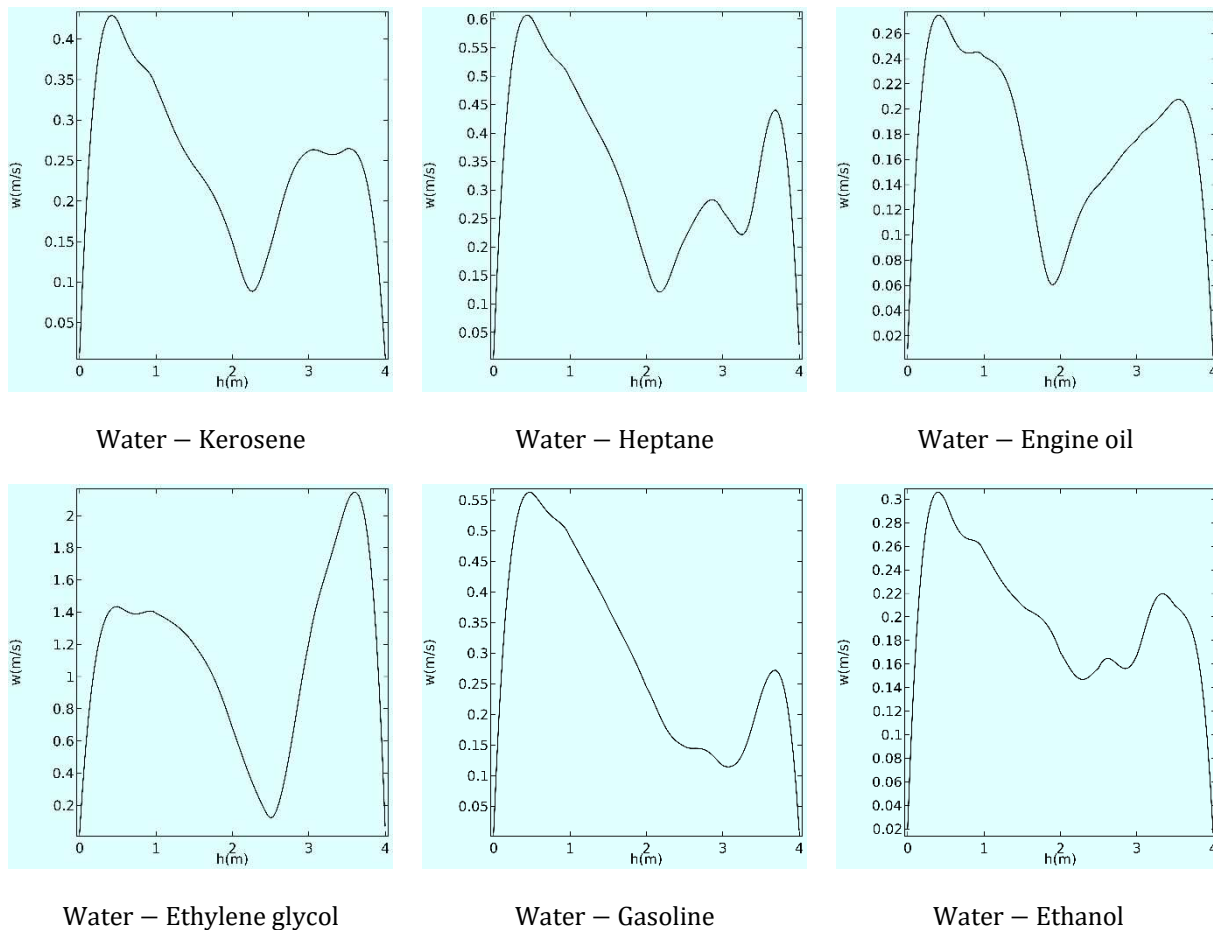 0.4
0.35
0.3
0.25
0.2
0.15
0.1
0.05
w(m/s)
0 1 2 3 4
h(m)
Water − Kerosene
0.6
0.55
0.5
0.45
0.4
0.35
0.3
0.25
0.2
0.15
0.1
0.05
w(m/s)
0 1 2 3 4
h(m)
Water − Heptane
0.26
0.24
0.22
0.2
0.18
0.16
0.14
0.12
0.1
0.08
0.06
0.04
0.02
w(m/s)
0 1 2 3 4
h(m)
Water − Engine oil
2
1.8
1.6
1.4
1.2
1
0.8
0.6
0.4
0.2
w(m/s)
0 1 2 3 4
h(m)
Water − Ethylene glycol
0.55
0.5
0.45
0.4
0.35
0.3
0.25
0.2
0.15
0.1
0.05
w(m/s)
0 1 2 3 4
h(m)
Water − Gasoline
0.3
0.28
0.26
0.24
0.22
0.2
0.18
0.16
0.14
0.12
0.1
0.08
0.06
0.04
0.02
w(m/s)
0 1 2 3 4
h(m)
Water − Ethanol